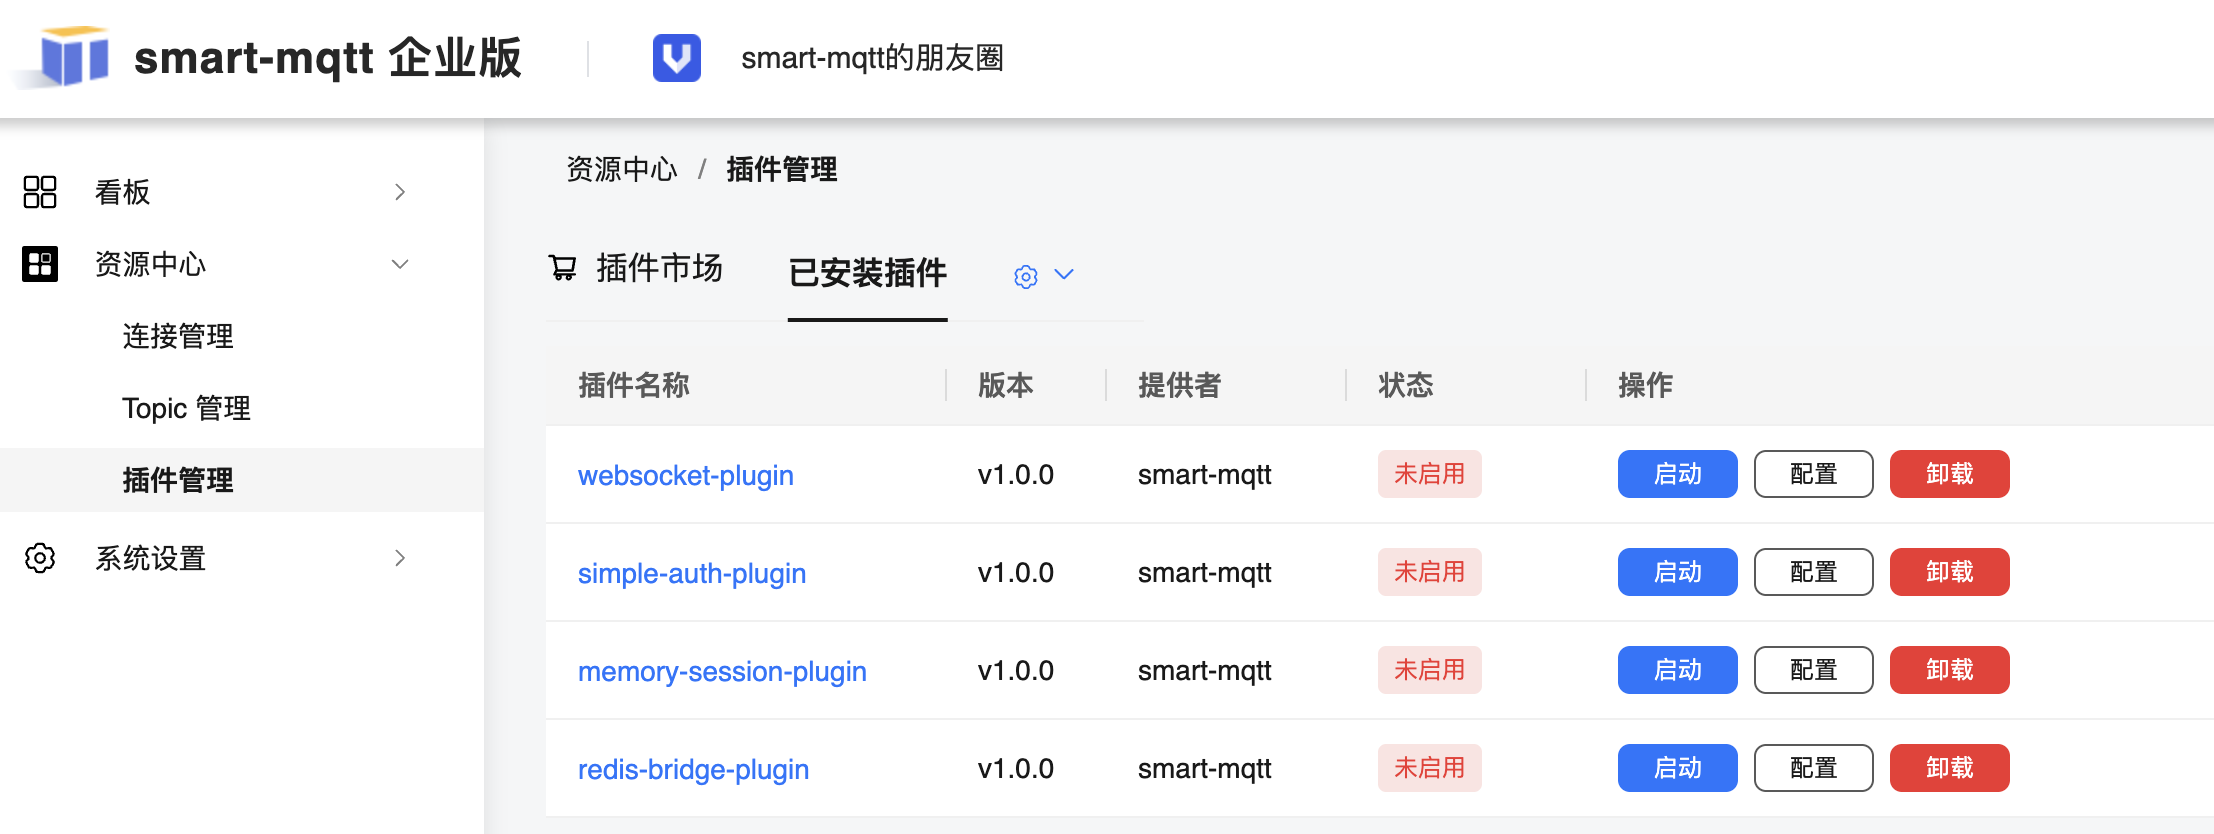 smart-mqtt 企业版
smart-mqtt的朋友圈
看板
资源中心
连接管理
Topic 管理
插件管理
系统设置
资源中心 / 插件管理
插件市场 已安装插件
插件名称 版本 提供者 状态 操作
websocket-plugin v1.0.0 smart-mqtt 未启用 启动 配置 卸载
simple-auth-plugin v1.0.0 smart-mqtt 未启用 启动 配置 卸载
memory-session-plugin v1.0.0 smart-mqtt 未启用 启动 配置 卸载
redis-bridge-plugin v1.0.0 smart-mqtt 未启用 启动 配置 卸载